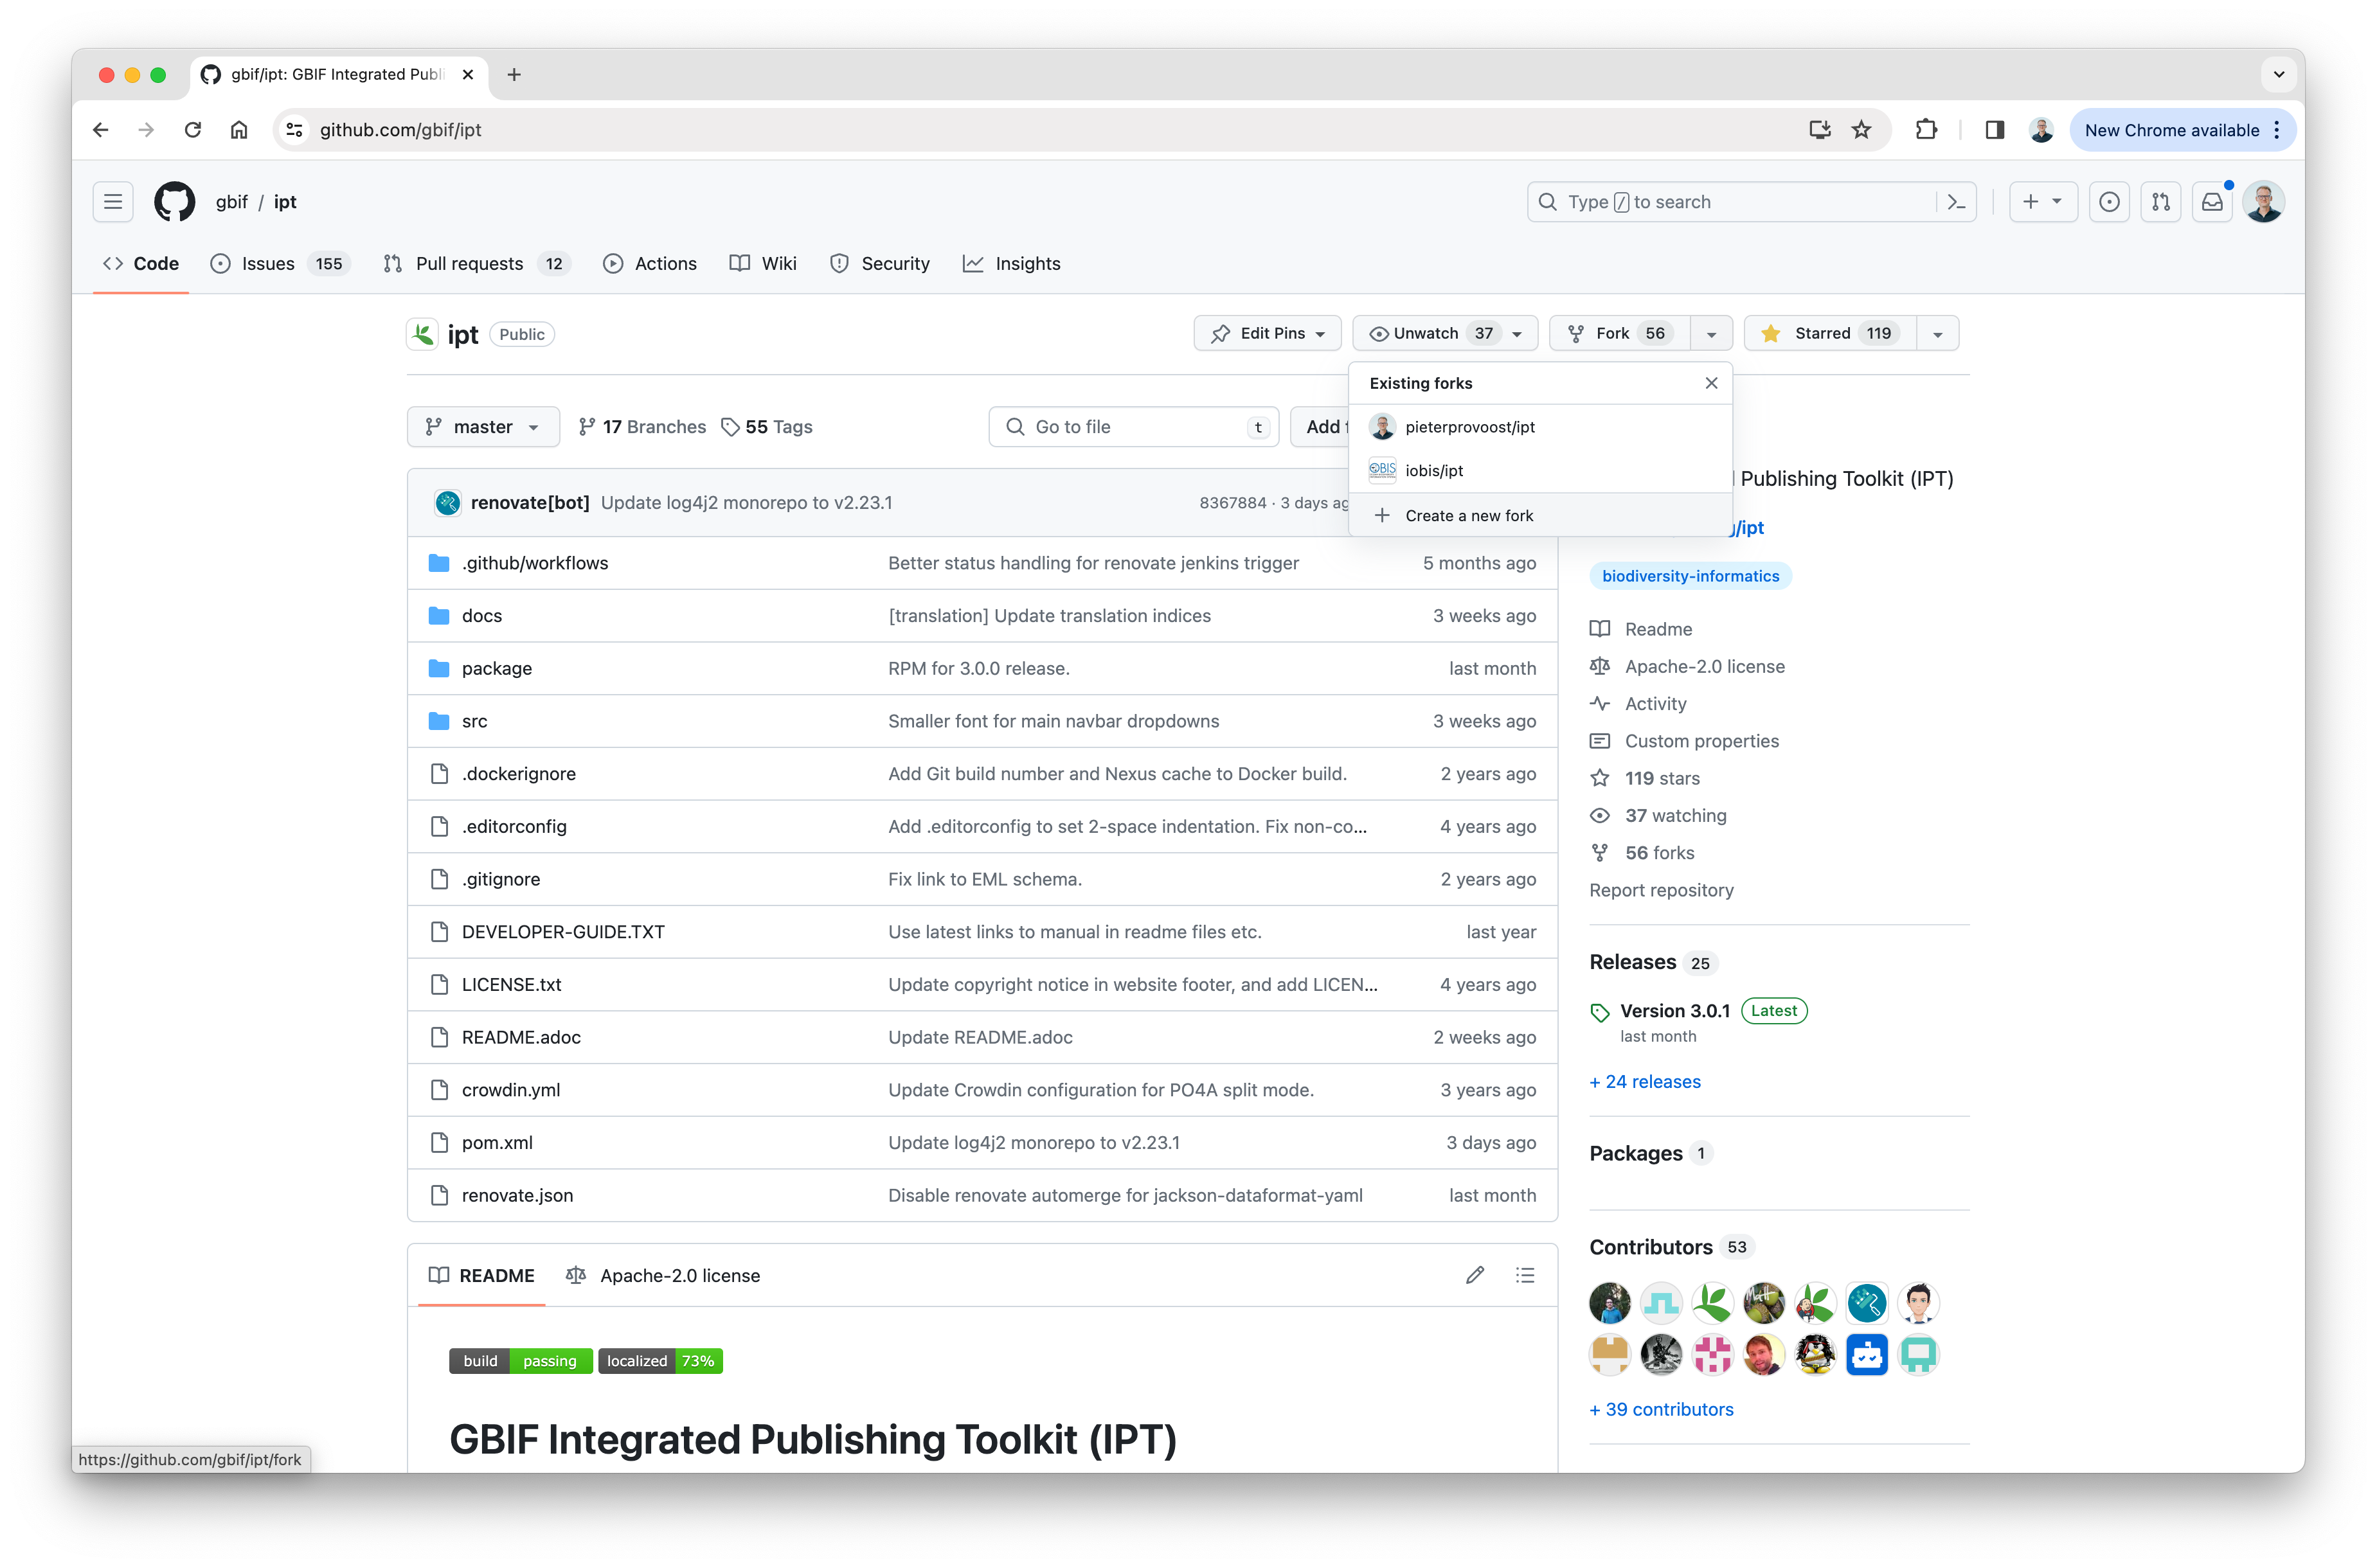 gbif/ipt: GBIF Integrated Publi
github.com/gbif/ipt
New Chrome available
gbif / ipt
Type / to search
Code
Issues 155
Pull requests 12
Actions
Wiki
Security
Insights
ipt Public
Edit Pins
Unwatch 37
Fork 56
Starred 119
Existing forks
pieterprovoost/ipt
OBIS iobis/ipt
Create a new fork
master
17 Branches
55 Tags
Go to file t
Add f
renovate[bot] Update log4j2 monorepo to v2.23.1 8367884 · 3 days ag
.github/workflows Better status handling for renovate jenkins trigger 5 months ago
docs [translation] Update translation indices 3 weeks ago
package RPM for 3.0.0 release. last month
src Smaller font for main navbar dropdowns 3 weeks ago
.dockerignore Add Git build number and Nexus cache to Docker build. 2 years ago
.editorconfig Add .editorconfig to set 2-space indentation. Fix non-co... 4 years ago
.gitignore Fix link to EML schema. 2 years ago
DEVELOPER-GUIDE.TXT Use latest links to manual in readme files etc. last year
LICENSE.txt Update copyright notice in website footer, and add LICEN... 4 years ago
README.adoc Update README.adoc 2 weeks ago
crowdin.yml Update Crowdin configuration for PO4A split mode. 3 years ago
pom.xml Update log4j2 monorepo to v2.23.1 3 days ago
renovate.json Disable renovate automerge for jackson-dataformat-yaml last month
README
Apache-2.0 license
build passing localized 73%
GBIF Integrated Publishing Toolkit (IPT)
Publishing Toolkit (IPT)
/ipt
biodiversity-informatics
Readme
Apache-2.0 license
Activity
Custom properties
119 stars
37 watching
56 forks
Report repository
Releases 25
Version 3.0.1 Latest
last month
+ 24 releases
Packages 1
Contributors 53
+ 39 contributors
https://github.com/gbif/ipt/fork